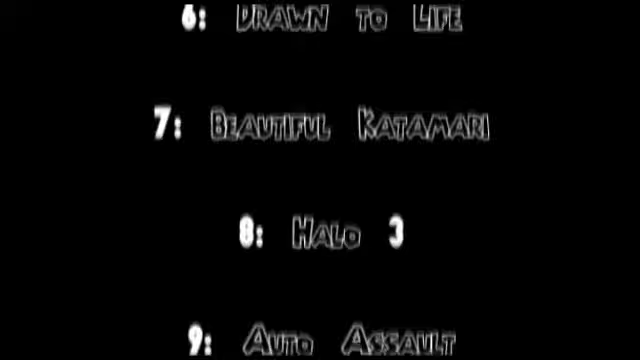 6: Drawn to Life
7: Beautiful Katamari
8: Halo 3
9: Auto Assault